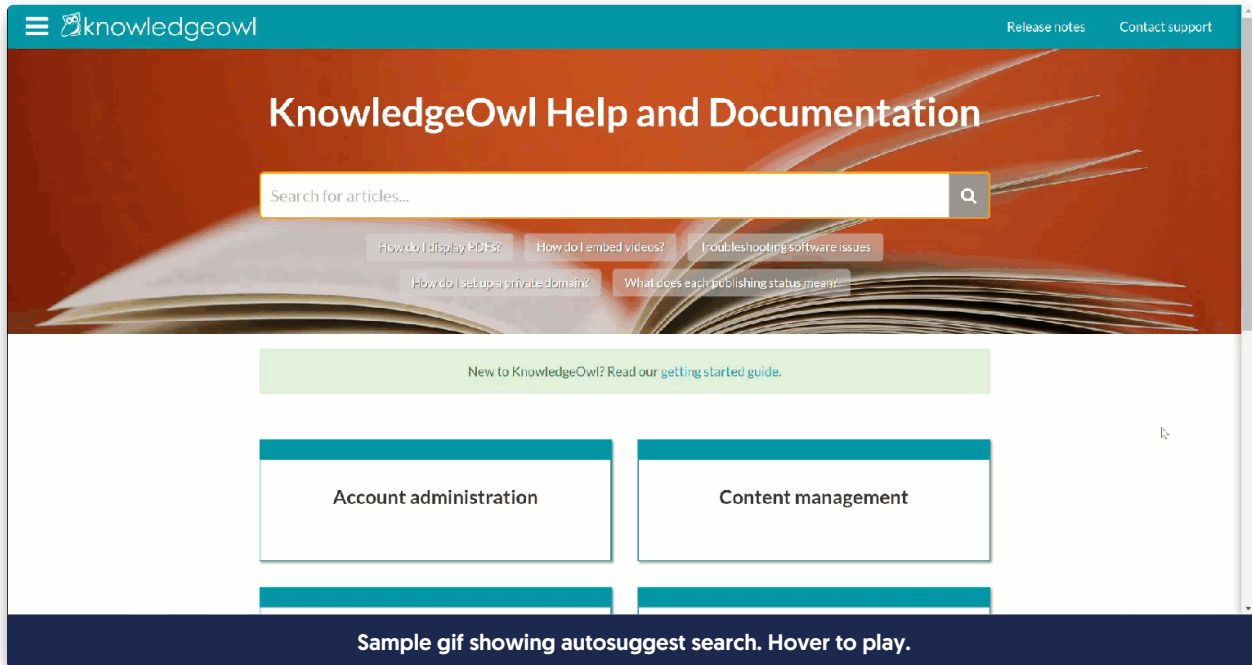 knowledgeowl
Release notes Contact support
KnowledgeOwl Help and Documentation
Search for articles...
How do I display PDFs? How do I embed videos? Troubleshooting software issues
How do I set up a private domain? What does each publishing status mean?
New to KnowledgeOwl? Read our getting started guide.
Account administration Content management
Sample gif showing autosuggest search. Hover to play.